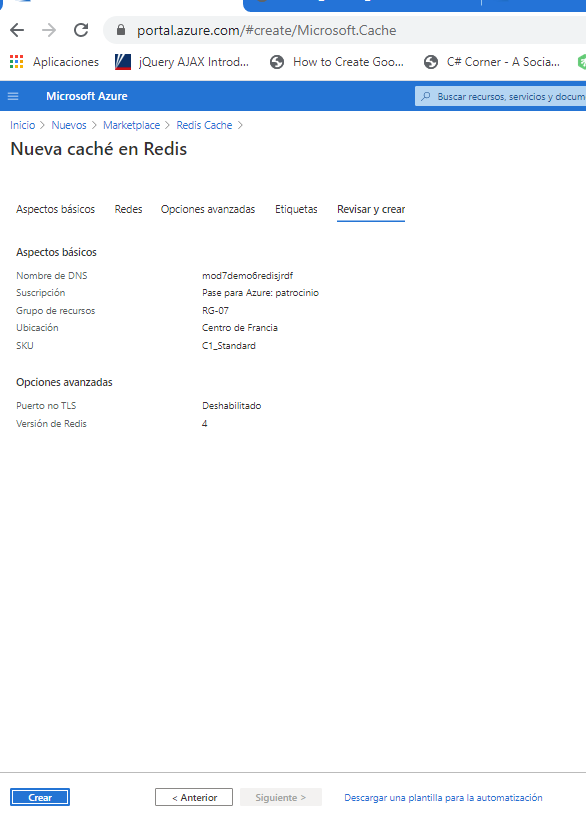 portal.azure.com/#create/Microsoft.Cache
Aplicaciones jQuery AJAX Introd... How to Create Goo... C# Corner - A Socia...
Microsoft Azure Buscar recursos, servicios y docum
Inicio > Nuevos > Marketplace > Redis Cache >
Nueva caché en Redis
Aspectos básicos Redes Opciones avanzadas Etiquetas Revisar y crear
Aspectos básicos
Nombre de DNS mod7demo6redisjrdf
Suscripción Pase para Azure: patrocinio
Grupo de recursos RG-07
Ubicación Centro de Francia
SKU C1_Standard
Opciones avanzadas
Puerto no TLS Deshabilitado
Versión de Redis 4
Crear < Anterior Siguiente > Descargar una plantilla para la automatización